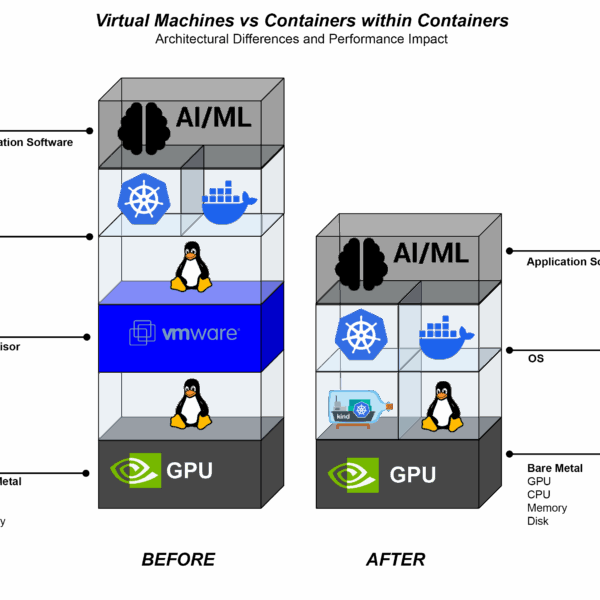 Virtual Machines vs Containers within Containers
Architectural Differences and Performance Impact
AI/ML
ation Software
vmware
isor
GPU
etal
y
BEFORE
AI/ML
Application So
kind
OS
GPU
Bare Metal
GPU
CPU
Memory
Disk
AFTER